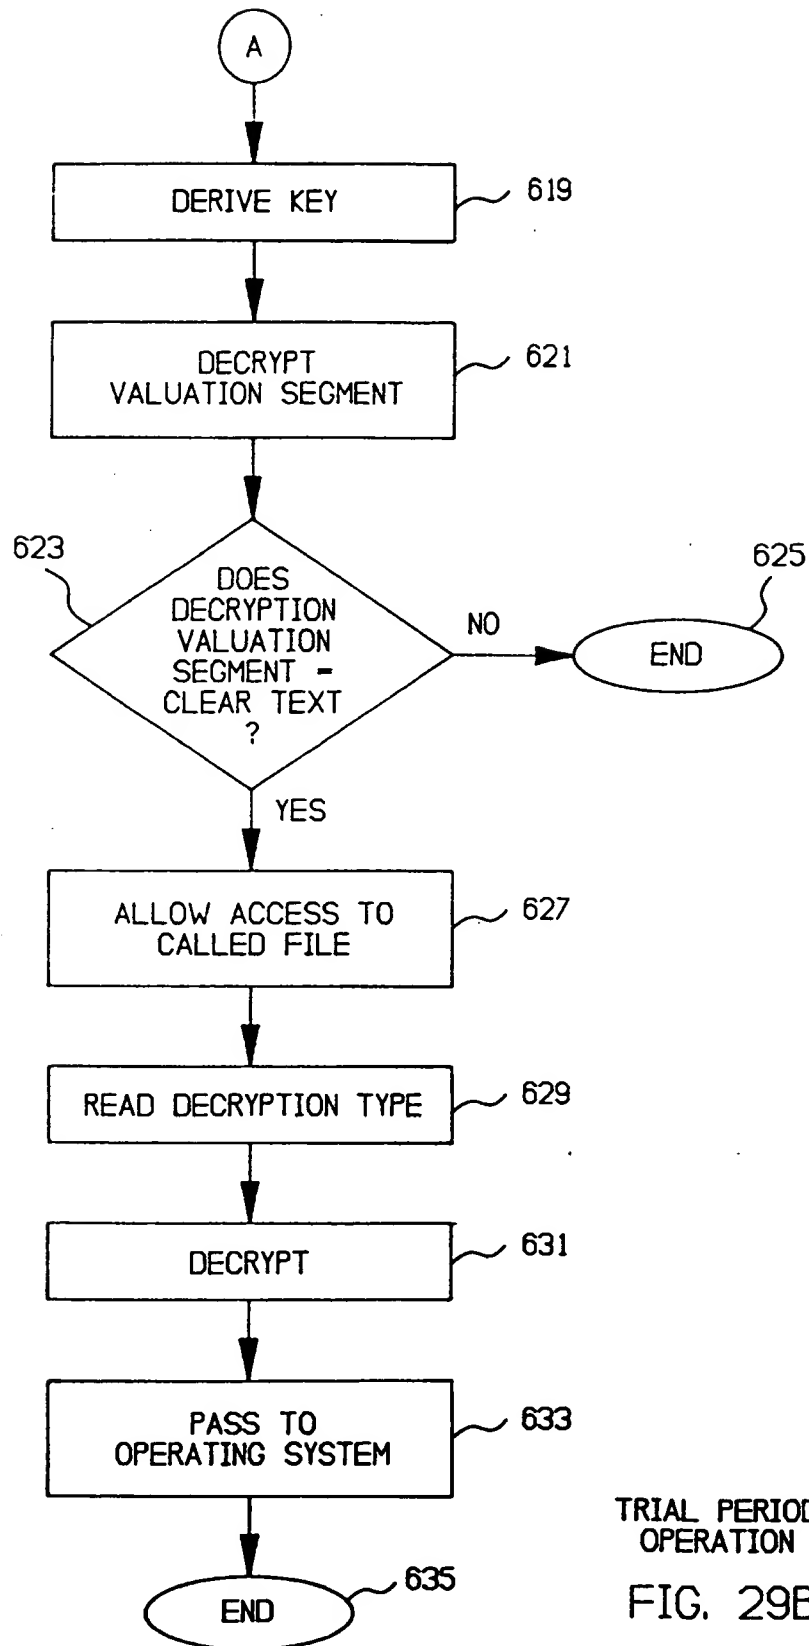 A
DERIVE KEY
619
DECRYPT
VALUATION SEGMENT
621
623
DOES
DECRYPTION
VALUATION
SEGMENT =
CLEAR TEXT
?
NO
END
625
YES
ALLOW ACCESS TO
CALLED FILE
627
READ DECRYPTION TYPE
629
DECRYPT
631
PASS TO
OPERATING SYSTEM
633
END
635
TRIAL PERIOD
OPERATION
FIG. 29B